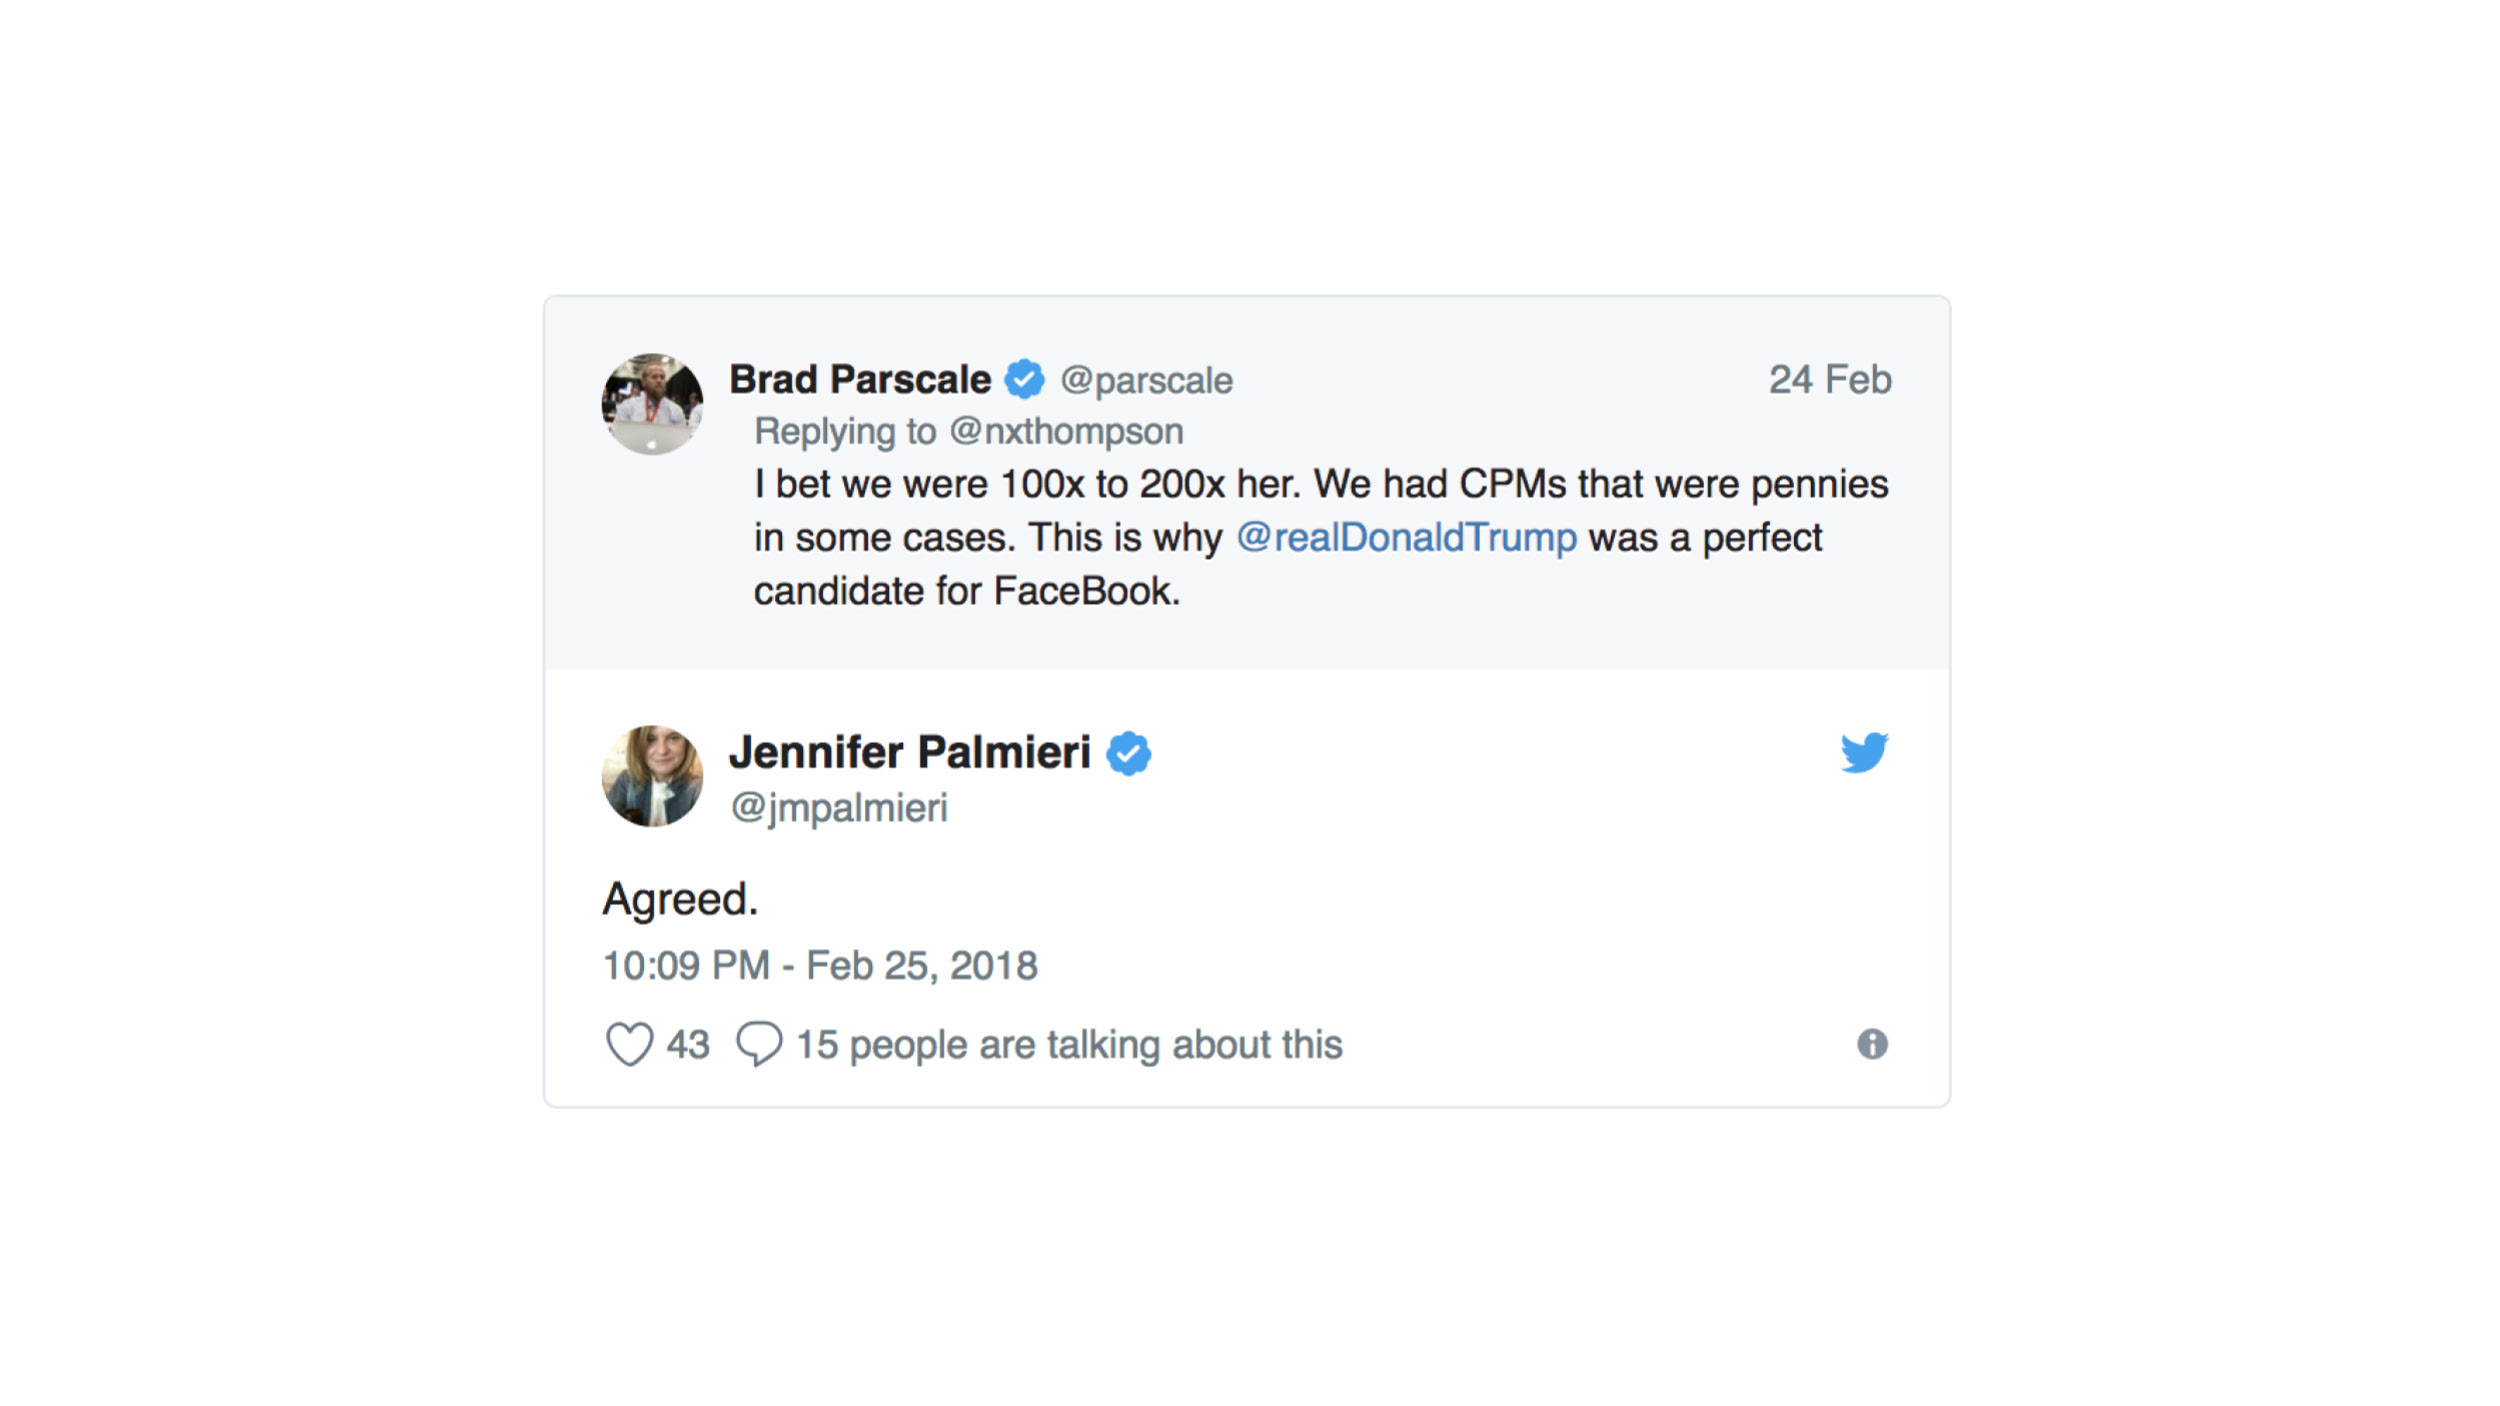 Brad Parscale @parscale 24 Feb
Replying to @nxthompson
I bet we were 100x to 200x her. We had CPMs that were pennies
in some cases. This is why @realDonaldTrump was a perfect
candidate for FaceBook.
Jennifer Palmieri
@jmpalmieri
Agreed.
10:09 PM - Feb 25, 2018
43 15 people are talking about this